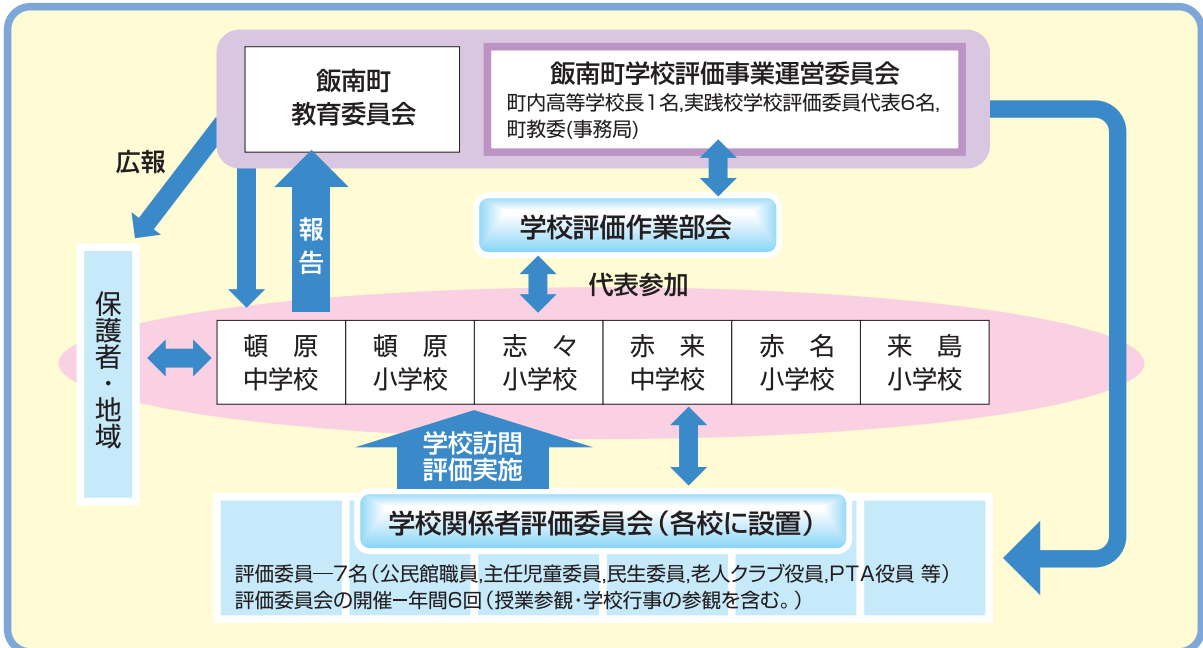 飯南町
教育委員会
飯南町学校評価事業運営委員会
町内高等学校長1名,実践校学校評価委員代表6名,
町教委(事務局)
広報
報告
学校評価作業部会
代表参加
保護者・地域
頓 原
中学校
頓 原
小学校
志 々
小学校
赤 来
中学校
赤 名
小学校
来 島
小学校
学校訪問
評価実施
学校関係者評価委員会(各校に設置)
評価委員―7名(公民館職員,主任児童委員,民生委員,老人クラブ役員,PTA役員 等)
評価委員会の開催−年間6回(授業参観・学校行事の参観を含む。)